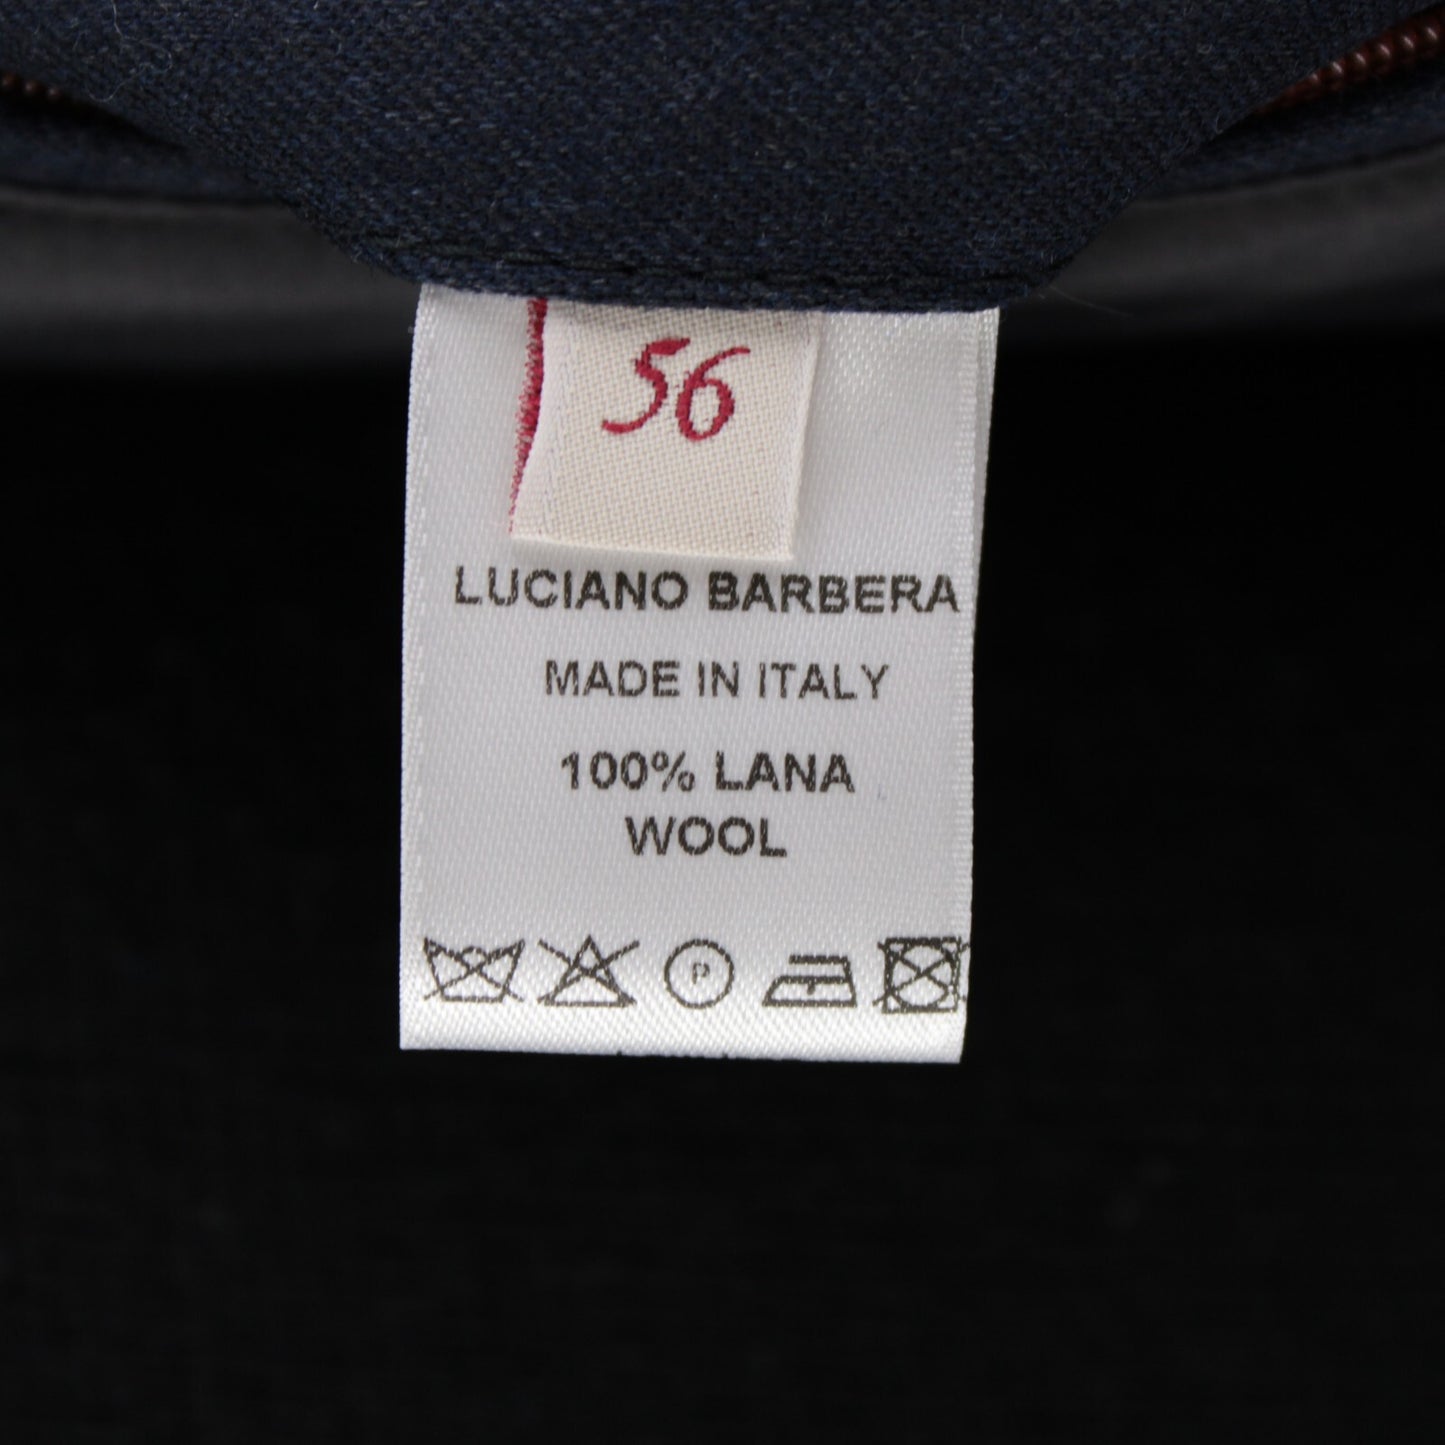 56
LUCIANO BARBERA
MADE IN ITALY
100% LANA
WOOL
P